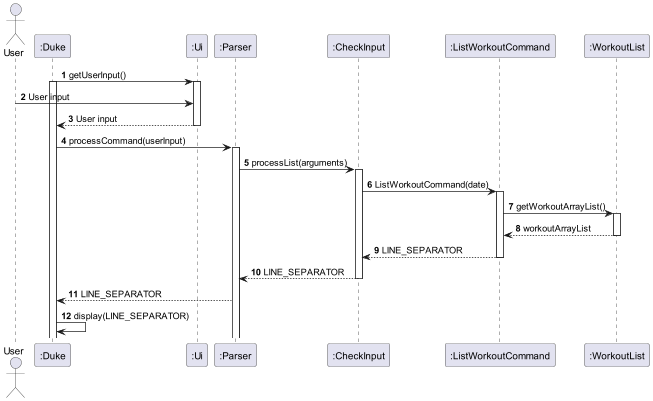 User
:Duke
:Ui
:Parser
:CheckInput
:ListWorkoutCommand
:WorkoutList
1 getUserInput()
2 User input
3 User input
4 processCommand(userInput)
5 processList(arguments)
6 ListWorkoutCommand(date)
7 getWorkoutArrayList()
8 workoutArrayList
9 LINE_SEPARATOR
10 LINE_SEPARATOR
11 LINE_SEPARATOR
12 display(LINE_SEPARATOR)
User
:Duke
:Ui
:Parser
:CheckInput
:ListWorkoutCommand
:WorkoutList